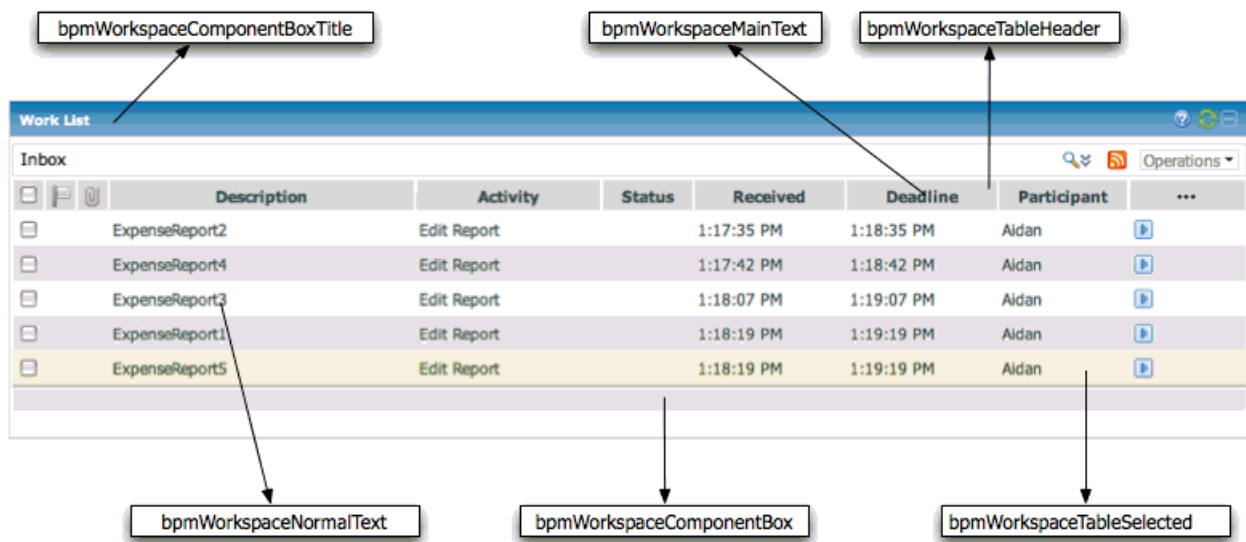 bpmWorkspaceComponentBoxTitle bpmWorkspaceMainText bpmWorkspaceTableHeader
Work List
Inbox Operations
Description Activity Status Received Deadline Participant ...
ExpenseReport2 Edit Report 1:17:35 PM 1:18:35 PM Aidan
ExpenseReport4 Edit Report 1:17:42 PM 1:18:42 PM Aidan
ExpenseReport3 Edit Report 1:18:07 PM 1:19:07 PM Aidan
ExpenseReport1 Edit Report 1:18:19 PM 1:19:19 PM Aidan
ExpenseReport5 Edit Report 1:18:19 PM 1:19:19 PM Aidan
bpmWorkspaceNormalText bpmWorkspaceComponentBox bpmWorkspaceTableSelected